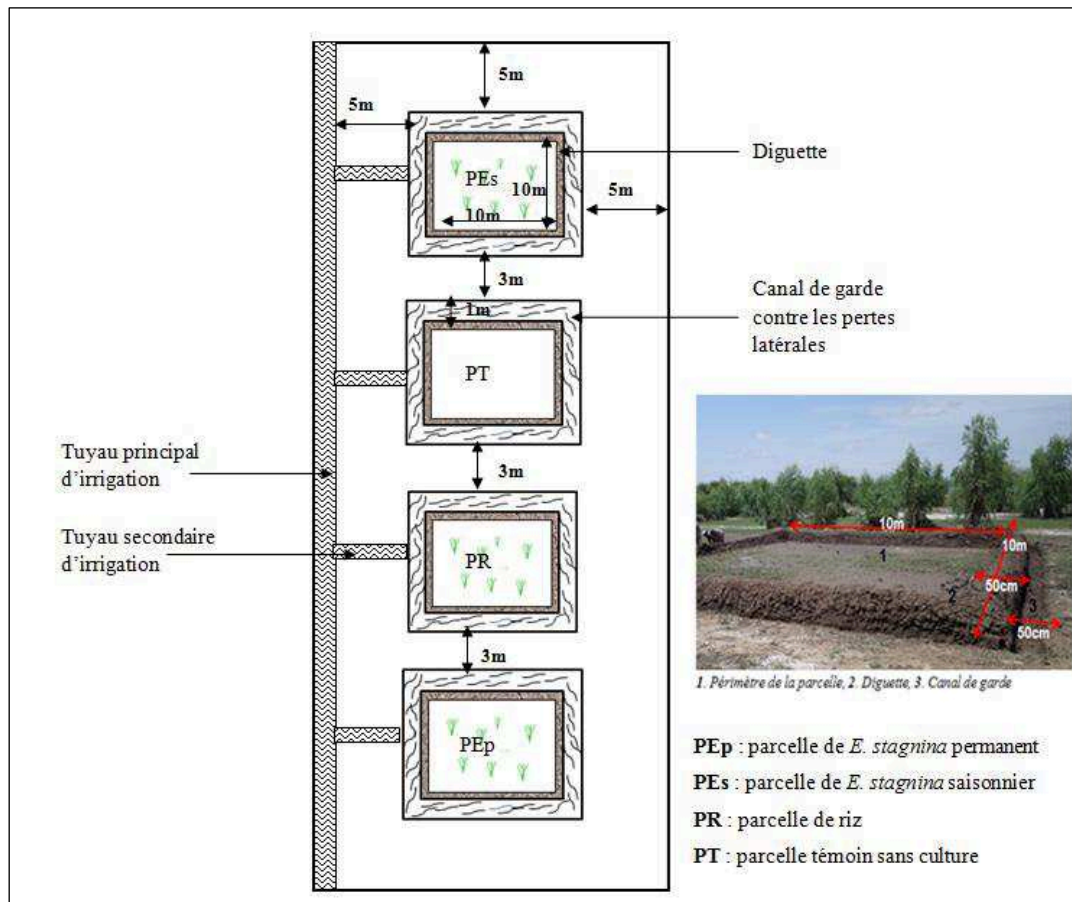 5m
5m
Diguette
PEs
10m
5m
10m
3m
Canal de garde
contre les pertes
latérales
1m
PT
Tuyau principal
d'irrigation
3m
10m
10m
1
50cm
2
3
50cm
Tuyau secondaire
d'irrigation
PR
3m
1. Périmètre de la parcelle, 2. Diguette, 3. Canal de garde
PEp
PEp : parcelle de E. stagnina permanent
PEs : parcelle de E. stagnina saisonnier
PR : parcelle de riz
PT : parcelle témoin sans culture